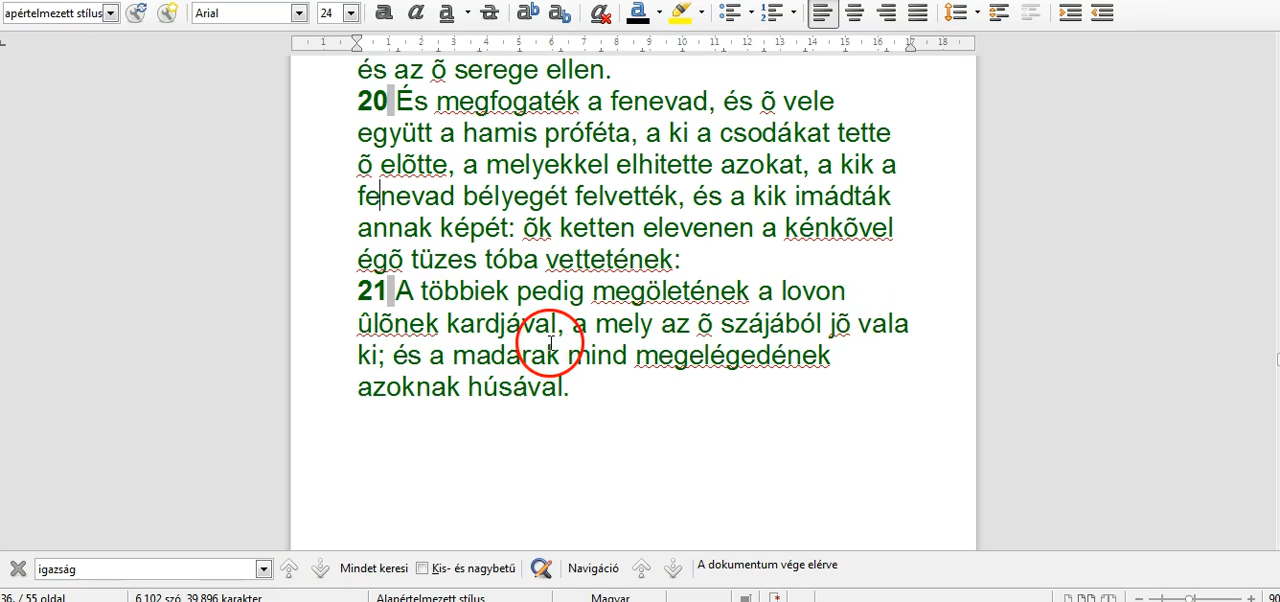 apértelmezett stílus Arial 24
1 1 2 3 4 5 6 7 8 9 10 11 12 13 14 15 16 17 18
és az õ serege ellen.
20 És megfogaték a fenevad, és õ vele
együtt a hamis próféta, a ki a csodákat tette
õ elõtte, a melyekkel elhitette azokat, a kik a
fenevad bélyegét felvették, és a kik imádták
annak képét: õk ketten elevenen a kénkõvel
égõ tüzes tóba vettetének:
21 A többiek pedig megöletének a lovon
ûlõnek kardjával, a mely az õ szájából jõ vala
ki; és a madarak mind megelégedének
azoknak húsával.
igazság Mindet keresi Kis- és nagybetű Navigáció A dokumentum vége elérve
36. / 55 oldal 6 102 szó, 39 896 karakter Alapértelmezett stílus Magyar 90